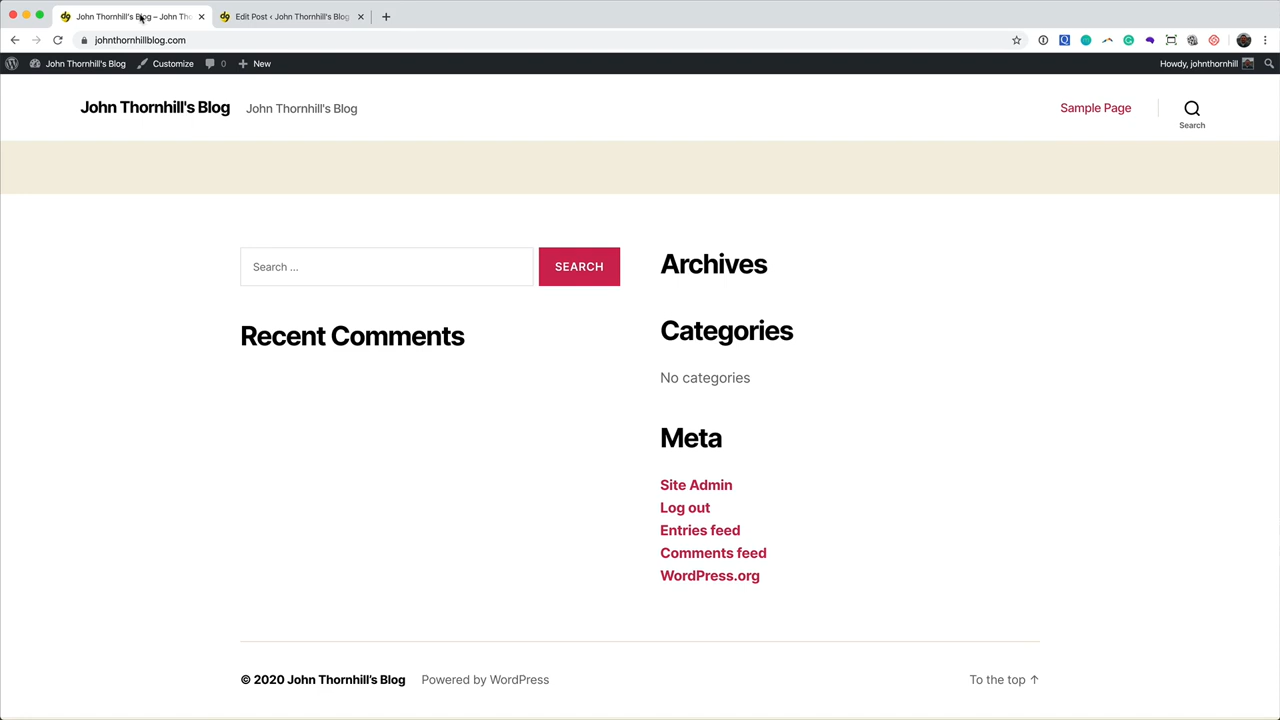 John Thornhill's Blog – John Tho
Edit Post ‹ John Thornhill's Blog
johnthornhillblog.com
John Thornhill's Blog
Customize
0
New
Howdy, johnthornhill
John Thornhill's Blog
John Thornhill's Blog
Sample Page
Search
Search ...
SEARCH
Archives
Recent Comments
Categories
No categories
Meta
Site Admin
Log out
Entries feed
Comments feed
WordPress.org
© 2020 John Thornhill's Blog
Powered by WordPress
To the top ↑